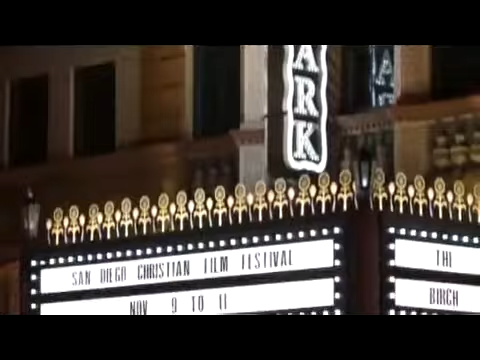 ARK
SAN DIEGO CHRISTIAN FILM FESTIVAL
NOV 9 TO 11
THE
BIRCH